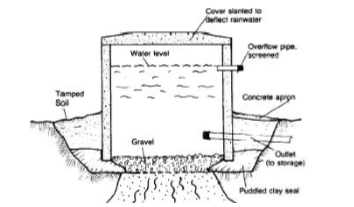 Cover slanted to
deflect rainwater
Water level
Overflow pipe,
screened
Tamped
Soil
Concrete apron
Gravel
Outlet
(to storage)
Puddled clay seal